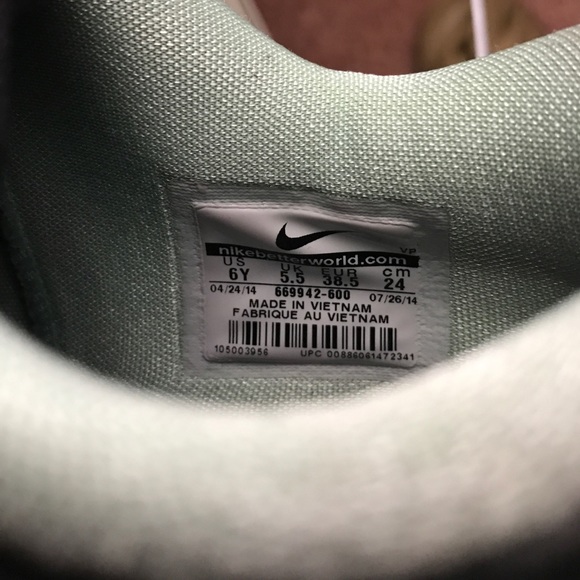 nikebetterworld.com
VP
US UK EUR cm
6Y 5.5 38.5 24
04/24/14 669942-600 07/26/14
MADE IN VIETNAM
FABRIQUE AU VIETNAM
105003956 UPC 00886061472341